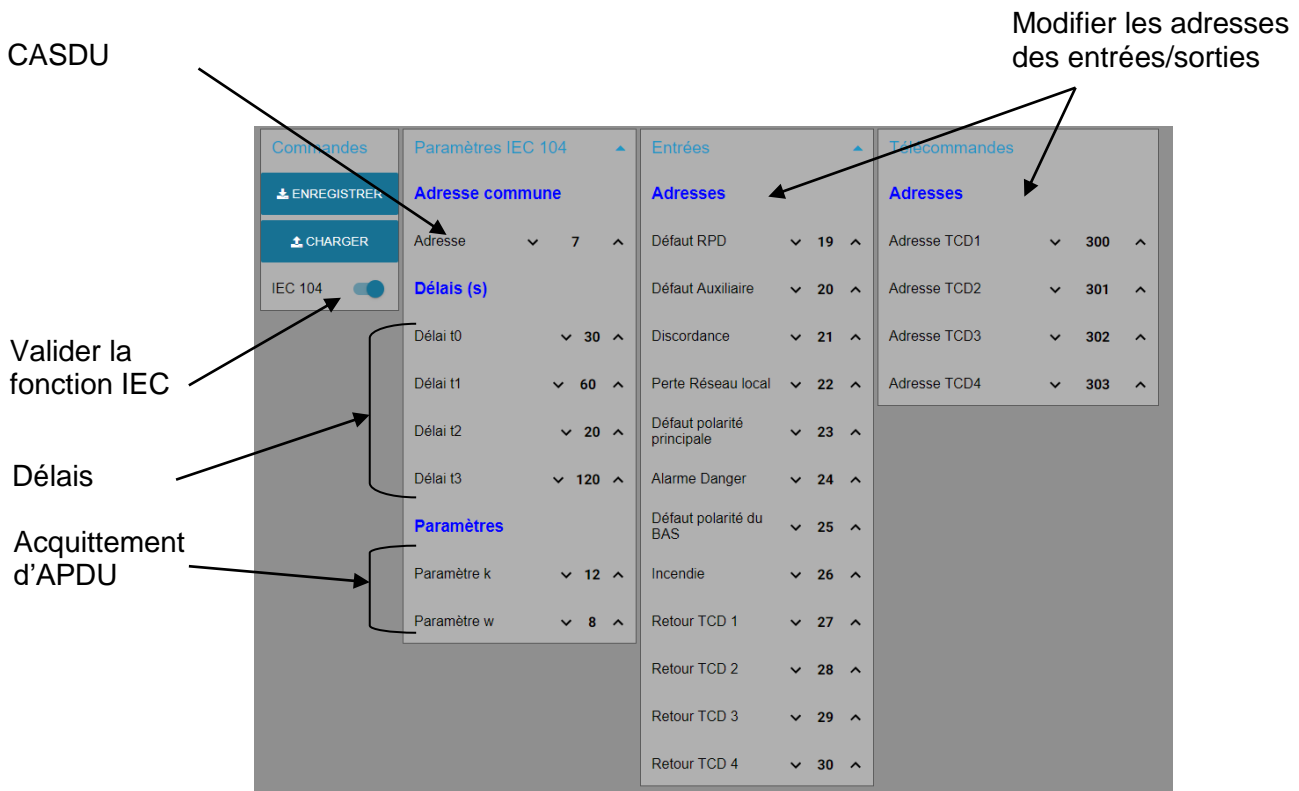 Modifier les adresses
des entrées/sorties
CASDU
Commandes
ENREGISTRER
CHARGER
IEC 104
Valider la
fonction IEC
Délais
Acquittement
d'APDU
Paramètres IEC 104
Adresse commune
Adresse 7
Délais (s)
Délai t0 30
Délai t1 60
Délai t2 20
Délai t3 120
Paramètres
Paramètre k 12
Paramètre w 8
Entrées
Adresses
Défaut RPD 19
Défaut Auxiliaire 20
Discordance 21
Perte Réseau local 22
Défaut polarité
principale 23
Alarme Danger 24
Défaut polarité du
BAS 25
Incendie 26
Retour TCD 1 27
Retour TCD 2 28
Retour TCD 3 29
Retour TCD 4 30
Télécommandes
Adresses
Adresse TCD1 300
Adresse TCD2 301
Adresse TCD3 302
Adresse TCD4 303